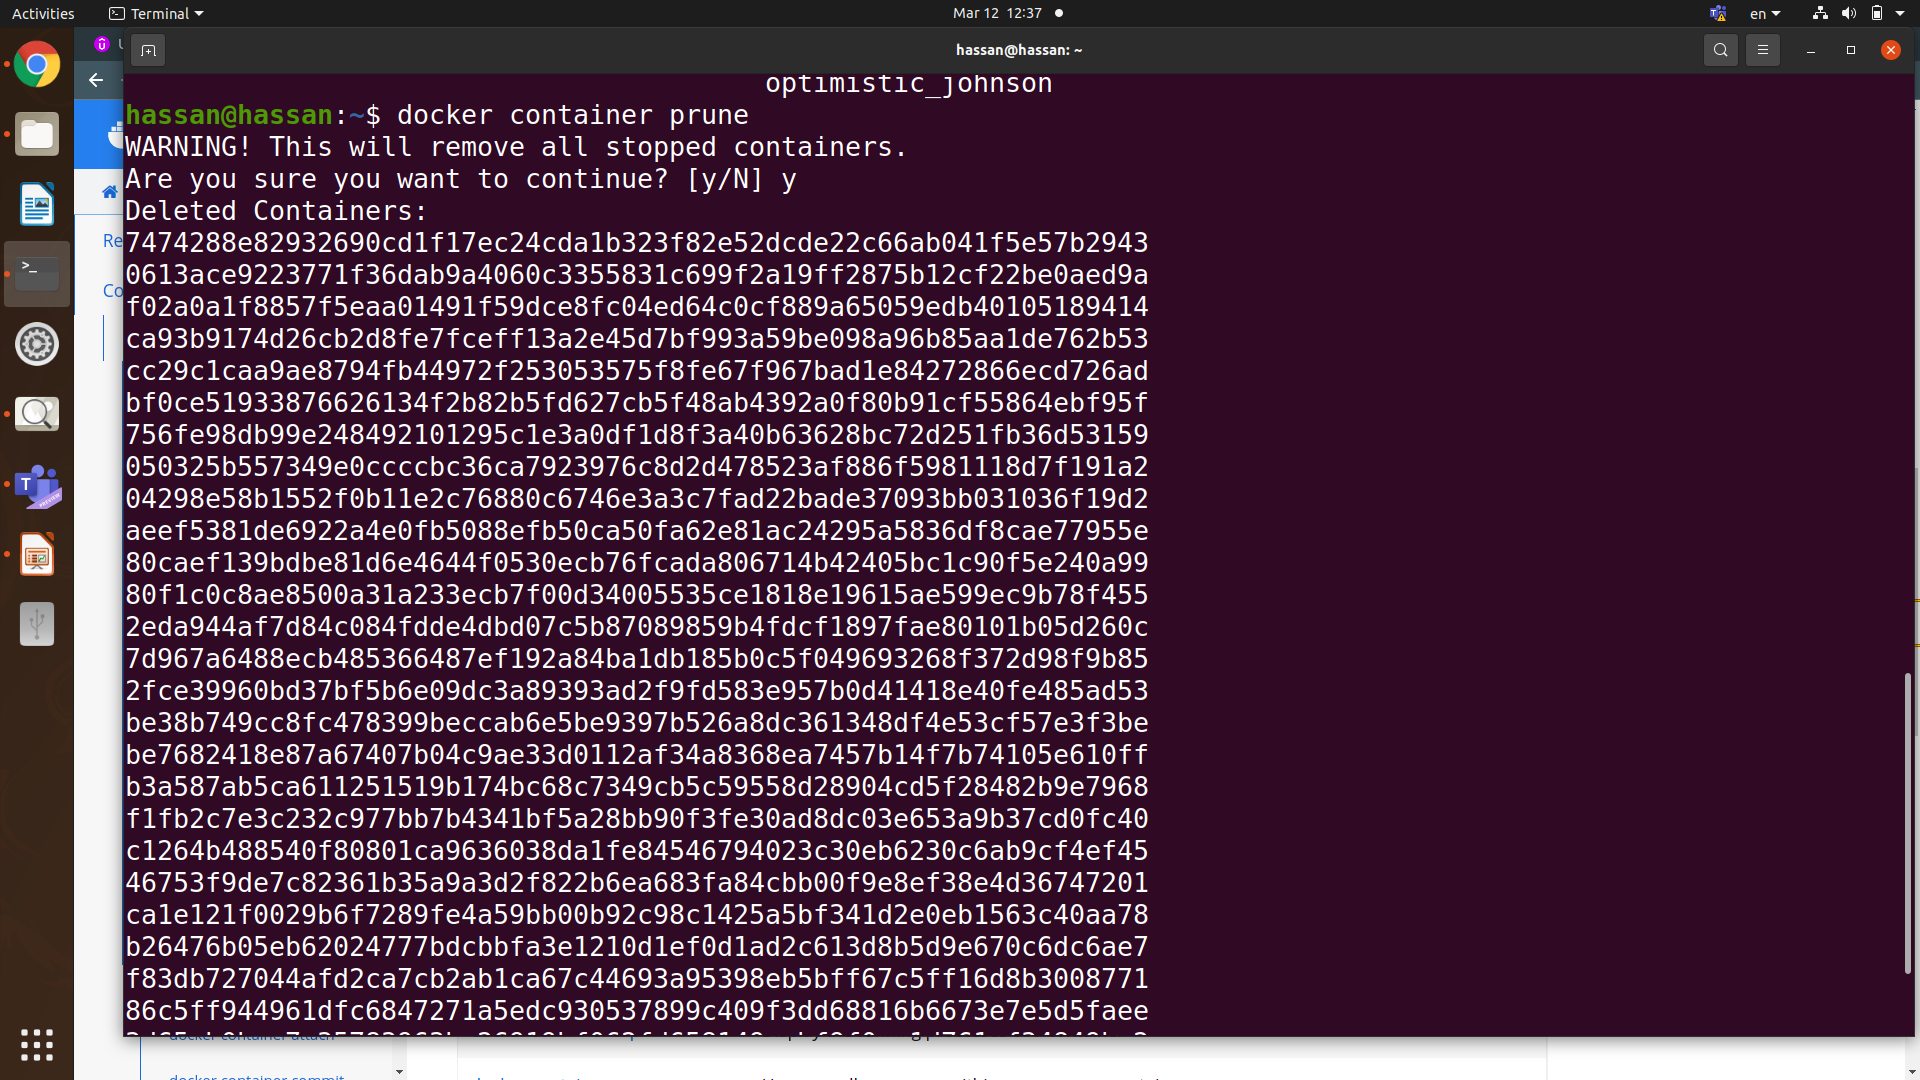 Activities
Terminal
Mar 12 12:37
en
hassan@hassan: ~
optimistic_johnson
hassan@hassan:~$ docker container prune
WARNING! This will remove all stopped containers.
Are you sure you want to continue? [y/N] y
Deleted Containers:
7474288e82932690cd1f17ec24cda1b323f82e52dcde22c66ab041f5e57b2943
0613ace9223771f36dab9a4060c3355831c699f2a19ff2875b12cf22be0aed9a
f02a0a1f8857f5eaa01491f59dce8fc04ed64c0cf889a65059edb40105189414
ca93b9174d26cb2d8fe7fceff13a2e45d7bf993a59be098a96b85aa1de762b53
cc29c1caa9ae8794fb44972f253053575f8fe67f967bad1e84272866ecd726ad
bf0ce51933876626134f2b82b5fd627cb5f48ab4392a0f80b91cf55864ebf95f
756fe98db99e248492101295c1e3a0df1d8f3a40b63628bc72d251fb36d53159
050325b557349e0ccccbc36ca7923976c8d2d478523af886f5981118d7f191a2
04298e58b1552f0b11e2c76880c6746e3a3c7fad22bade37093bb031036f19d2
aeef5381de6922a4e0fb5088efb50ca50fa62e81ac24295a5836df8cae77955e
80caef139bdbe81d6e4644f0530ecb76fcada806714b42405bc1c90f5e240a99
80f1c0c8ae8500a31a233ecb7f00d34005535ce1818e19615ae599ec9b78f455
2eda944af7d84c084fdde4dbd07c5b87089859b4fdcf1897fae80101b05d260c
7d967a6488ecb485366487ef192a84ba1db185b0c5f049693268f372d98f9b85
2fce39960bd37bf5b6e09dc3a89393ad2f9fd583e957b0d41418e40fe485ad53
be38b749cc8fc478399beccab6e5be9397b526a8dc361348df4e53cf57e3f3be
be7682418e87a67407b04c9ae33d0112af34a8368ea7457b14f7b74105e610ff
b3a587ab5ca611251519b174bc68c7349cb5c59558d28904cd5f28482b9e7968
f1fb2c7e3c232c977bb7b4341bf5a28bb90f3fe30ad8dc03e653a9b37cd0fc40
c1264b488540f80801ca9636038da1fe84546794023c30eb6230c6ab9cf4ef45
46753f9de7c82361b35a9a3d2f822b6ea683fa84cbb00f9e8ef38e4d36747201
ca1e121f0029b6f7289fe4a59bb00b92c98c1425a5bf341d2e0eb1563c40aa78
b26476b05eb62024777bdcbbfa3e1210d1ef0d1ad2c613d8b5d9e670c6dc6ae7
f83db727044afd2ca7cb2ab1ca67c44693a95398eb5bff67c5ff16d8b3008771
86c5ff944961dfc6847271a5edc930537899c409f3dd68816b6673e7e5d5faee
Re
Co
docker container attach
docker container commit